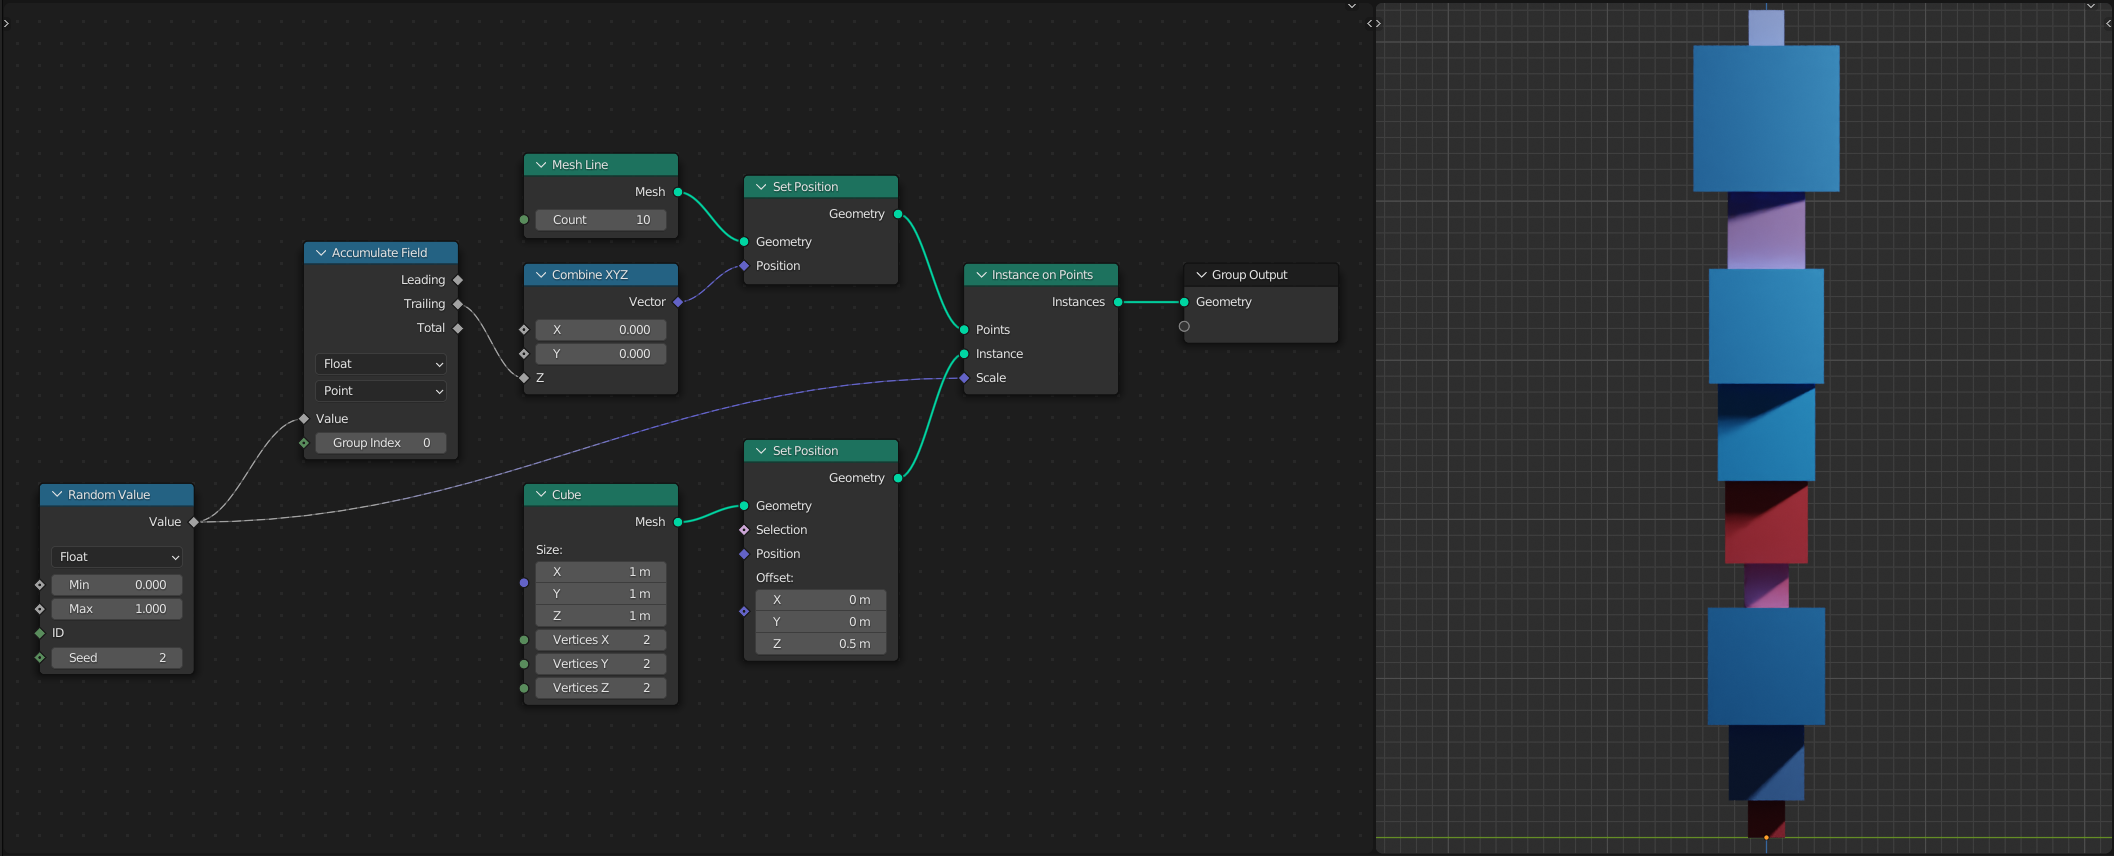 Mesh Line
Mesh
Count 10
Set Position
Geometry
Geometry
Position
Accumulate Field
Leading
Trailing
Total
Float
Point
Value
Group Index 0
Combine XYZ
Vector
X 0.000
Y 0.000
Z
Instance on Points
Instances
Points
Instance
Scale
Group Output
Geometry
Random Value
Value
Float
Min 0.000
Max 1.000
ID
Seed 2
Cube
Mesh
Size:
X 1 m
Y 1 m
Z 1 m
Vertices X 2
Vertices Y 2
Vertices Z 2
Set Position
Geometry
Geometry
Selection
Position
Offset:
X 0 m
Y 0 m
Z 0.5 m